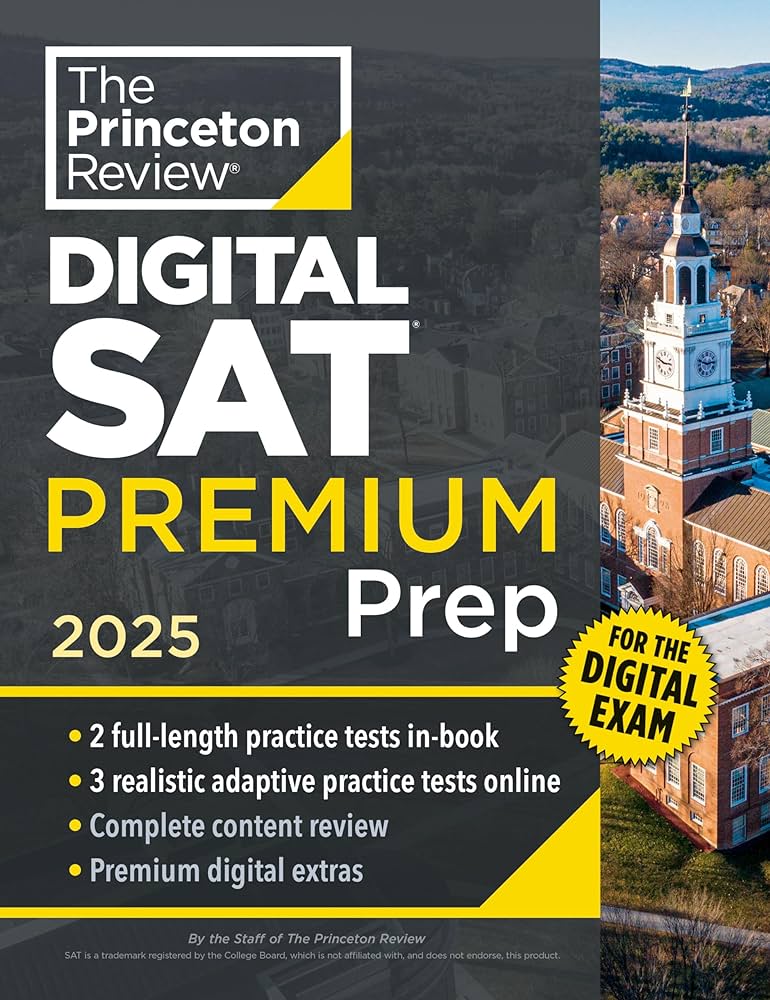 The
Princeton
Review®
DIGITAL
SAT®
PREMIUM
Prep
2025
FOR THE
DIGITAL
EXAM
• 2 full-length practice tests in-book
• 3 realistic adaptive practice tests online
• Complete content review
• Premium digital extras
By the Staff of The Princeton Review
SAT is a trademark registered by the College Board, which is not affiliated with, and does not endorse, this product.